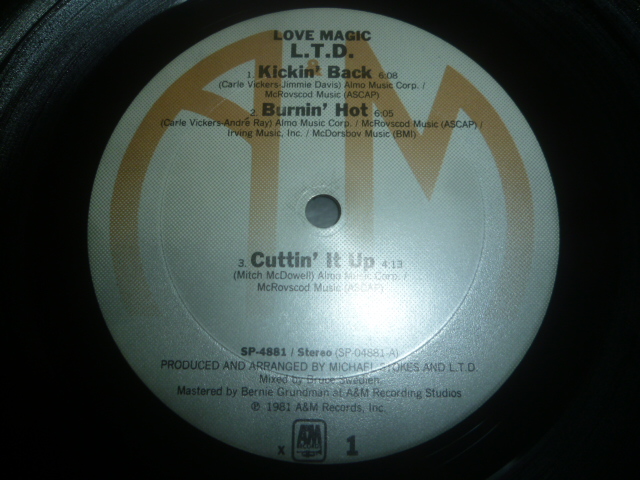 LOVE MAGIC
L.T.D.
1. Kickin' Back 6:08
(Carle Vickers-Jimmie Davis) Almo Music Corp. /
McRovscod Music (ASCAP)
2. Burnin' Hot 6:05
(Carle Vickers-André Ray) Almo Music Corp. / McRovscod Music (ASCAP) /
Irving Music, Inc. / McDorsbov Music (BMI)
3. Cuttin' It Up 4:13
(Mitch McDowell) Almo Music Corp. /
McRovscod Music (ASCAP)
SP-4881 / Stereo (SP-04881-A)
PRODUCED AND ARRANGED BY MICHAEL STOKES AND L.T.D.
Mixed by Bruce Swedien.
Mastered by Bernie Grundman at A&M Recording Studios
℗ 1981 A&M Records, Inc.
x A&M 1